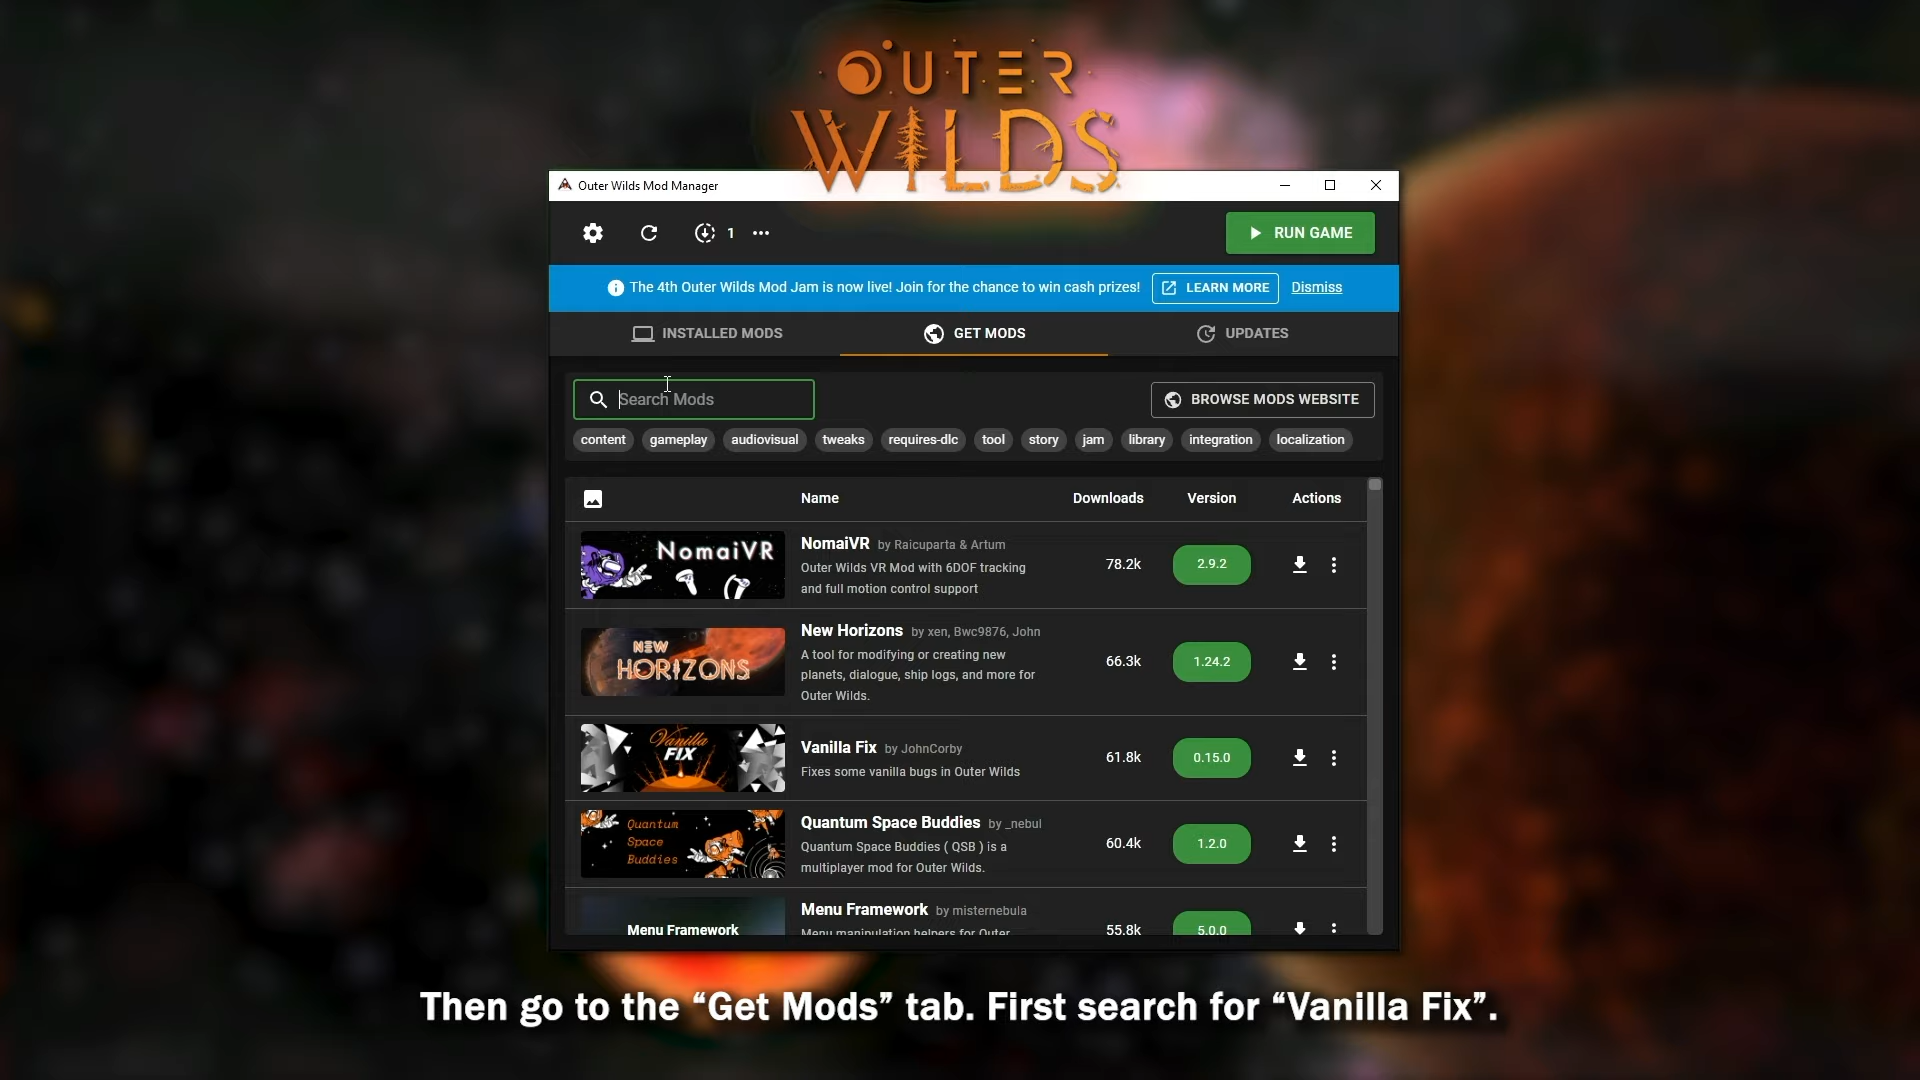 OUTER
WILDS
Outer Wilds Mod Manager
1
RUN GAME
The 4th Outer Wilds Mod Jam is now live! Join for the chance to win cash prizes!
LEARN MORE
Dismiss
INSTALLED MODS
GET MODS
UPDATES
Search Mods
BROWSE MODS WEBSITE
content gameplay audiovisual tweaks requires-dlc tool story jam library integration localization
Name Downloads Version Actions
NomaiVR
NomaiVR by Raicuparta & Artum
Outer Wilds VR Mod with 6DOF tracking
and full motion control support
78.2k
2.9.2
NEW
HORIZONS
New Horizons by xen, Bwc9876, John
A tool for modifying or creating new
planets, dialogue, ship logs, and more for
Outer Wilds.
66.3k
1.24.2
Vanilla
FIX
Vanilla Fix by JohnCorby
Fixes some vanilla bugs in Outer Wilds
61.8k
0.15.0
Quantum
Space
Buddies
Quantum Space Buddies by _nebul
Quantum Space Buddies ( QSB ) is a
multiplayer mod for Outer Wilds.
60.4k
1.2.0
Menu Framework
Menu Framework by misternebula
Menu manipulation helpers for Outer
55.8k
5.0.0
Then go to the “Get Mods” tab. First search for “Vanilla Fix”.